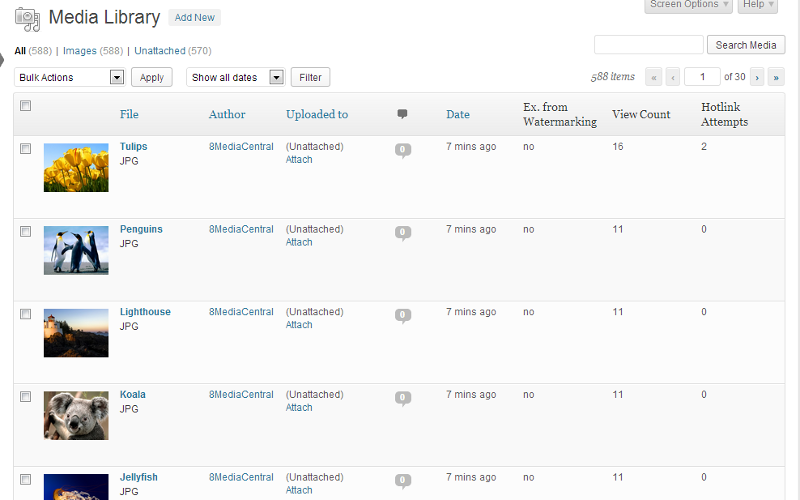 Screen Options ▾ Help ▾
Media Library Add New
All (588) | Images (588) | Unattached (570)
Search Media
Bulk Actions Apply Show all dates Filter 588 items « ‹ 1 of 30 › »
File Author Uploaded to Date Ex. from Watermarking View Count Hotlink Attempts
Tulips 8MediaCentral (Unattached) 0 7 mins ago no 16 2
JPG Attach
Penguins 8MediaCentral (Unattached) 0 7 mins ago no 11 0
JPG Attach
Lighthouse 8MediaCentral (Unattached) 0 7 mins ago no 11 0
JPG Attach
Koala 8MediaCentral (Unattached) 0 7 mins ago no 11 0
JPG Attach
Jellyfish 8MediaCentral (Unattached) 0 7 mins ago no 11 0
JPG Attach